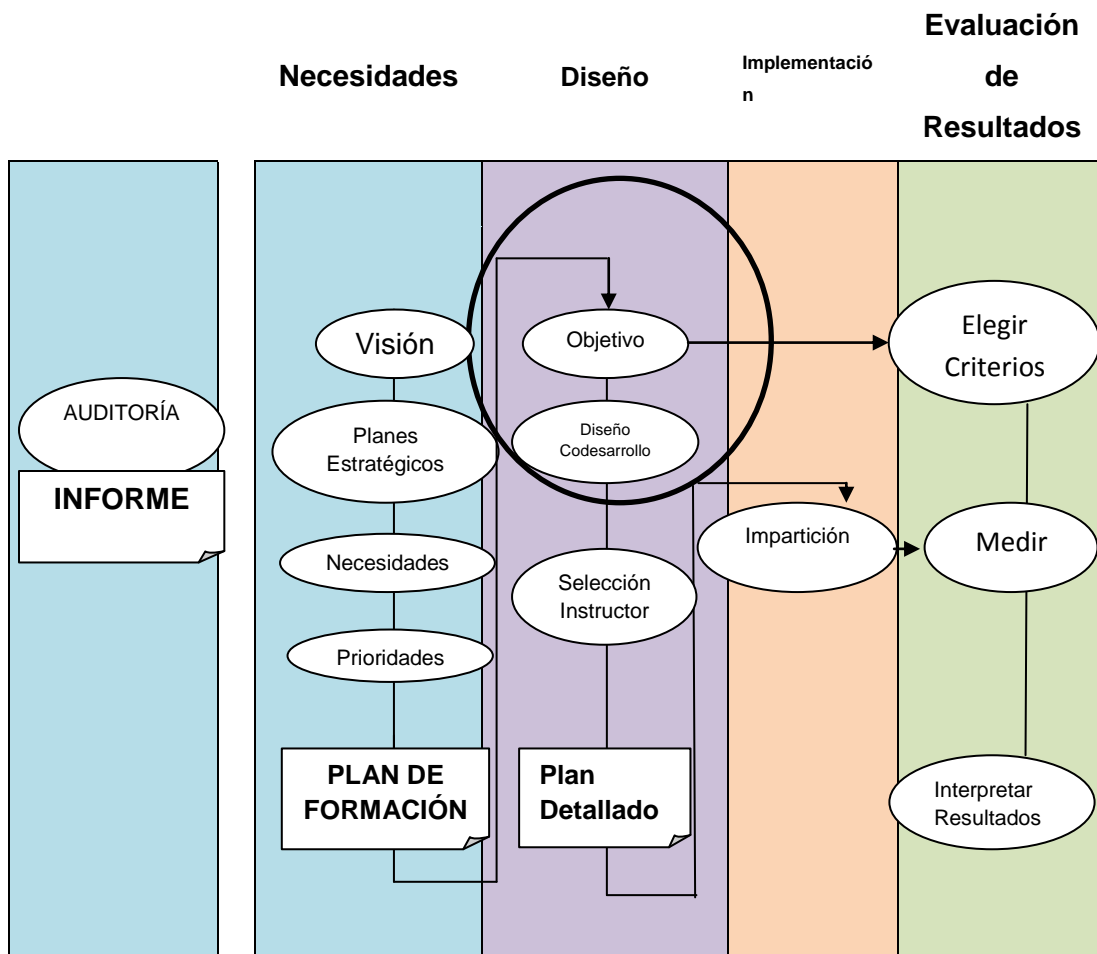 Necesidades
Diseño
Implementació
n
Evaluación
de
Resultados
AUDITORÍA
INFORME
Visión
Planes
Estratégicos
Necesidades
Prioridades
PLAN DE
FORMACIÓN
Objetivo
Diseño
Codesarrollo
Selección
Instructor
Plan
Detallado
Impartición
Elegir
Criterios
Medir
Interpretar
Resultados